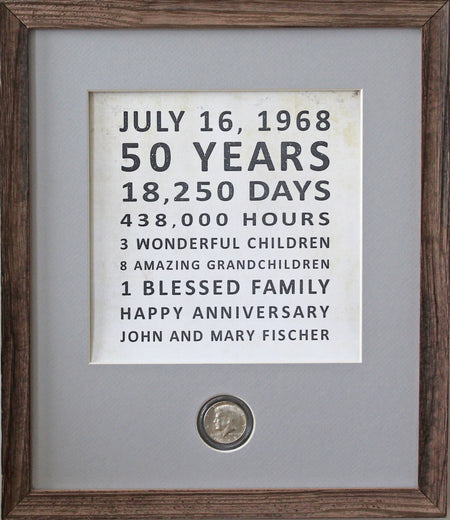 JULY 16, 1968
50 YEARS
18,250 DAYS
438,000 HOURS
3 WONDERFUL CHILDREN
8 AMAZING GRANDCHILDREN
1 BLESSED FAMILY
HAPPY ANNIVERSARY
JOHN AND MARY FISCHER